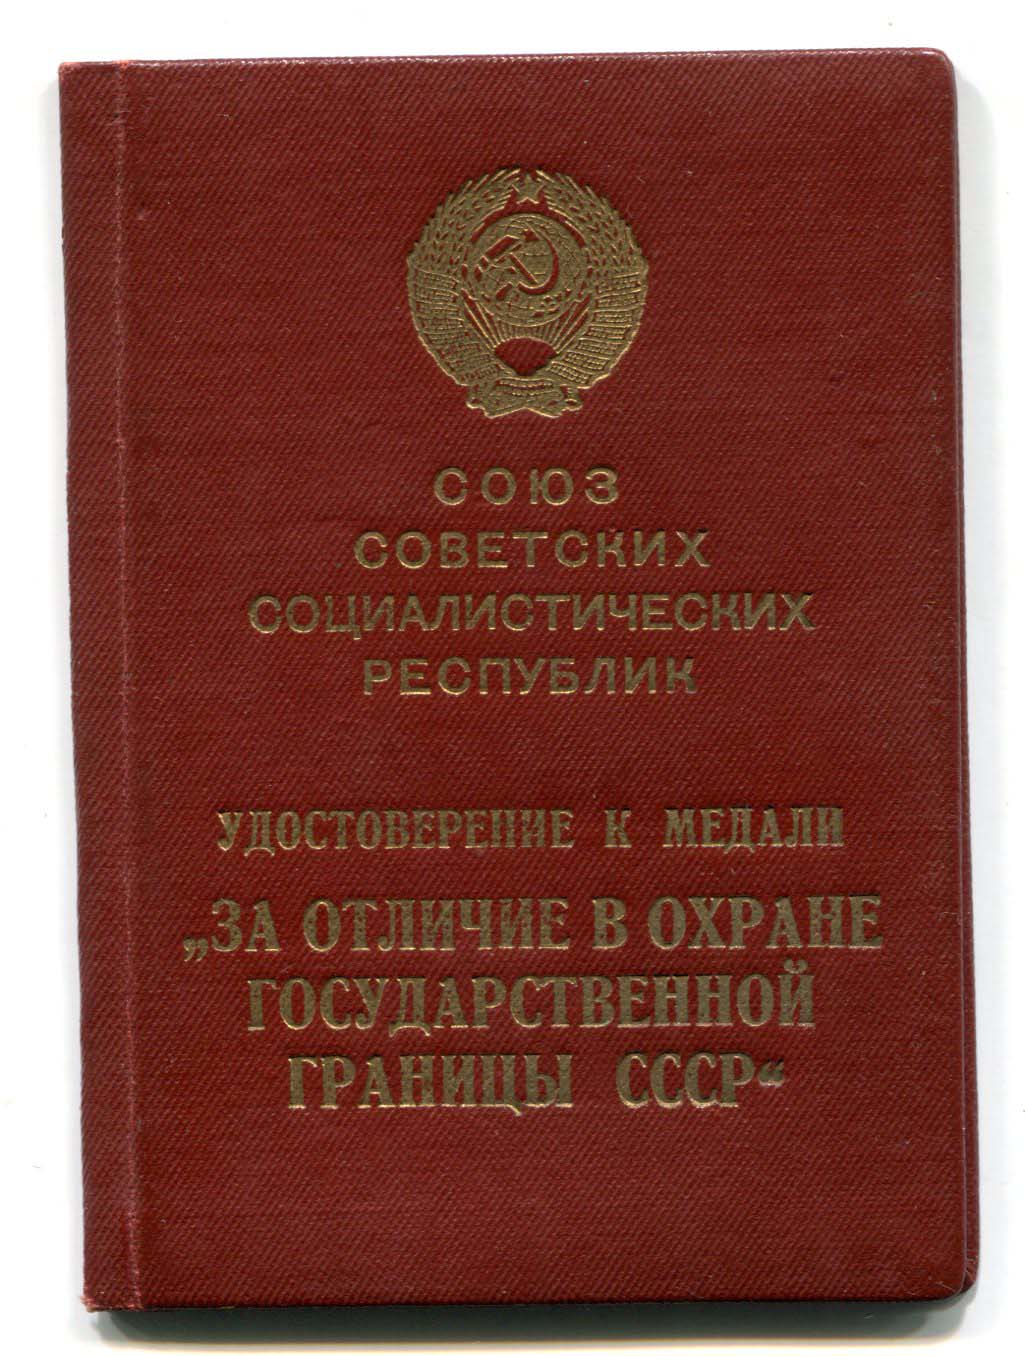 СОЮЗ
СОВЕТСКИХ
СОЦИАЛИСТИЧЕСКИХ
РЕСПУБЛИК
УДОСТОВЕРЕНИЕ К МЕДАЛИ
„ЗА ОТЛИЧИЕ В ОХРАНЕ
ГОСУДАРСТВЕННОЙ
ГРАНИЦЫ СССР“